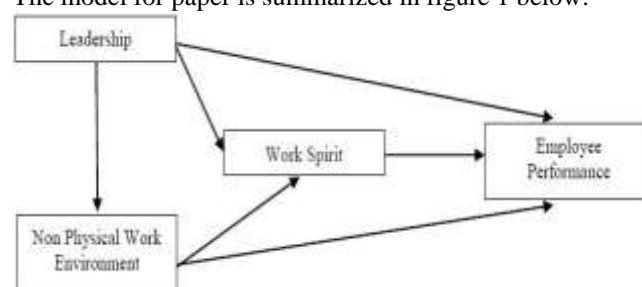 The model for paper is summarized in figure 1 below:
Leadership
Work Spirit
Employee
Performance
Non Physical Work
Environment